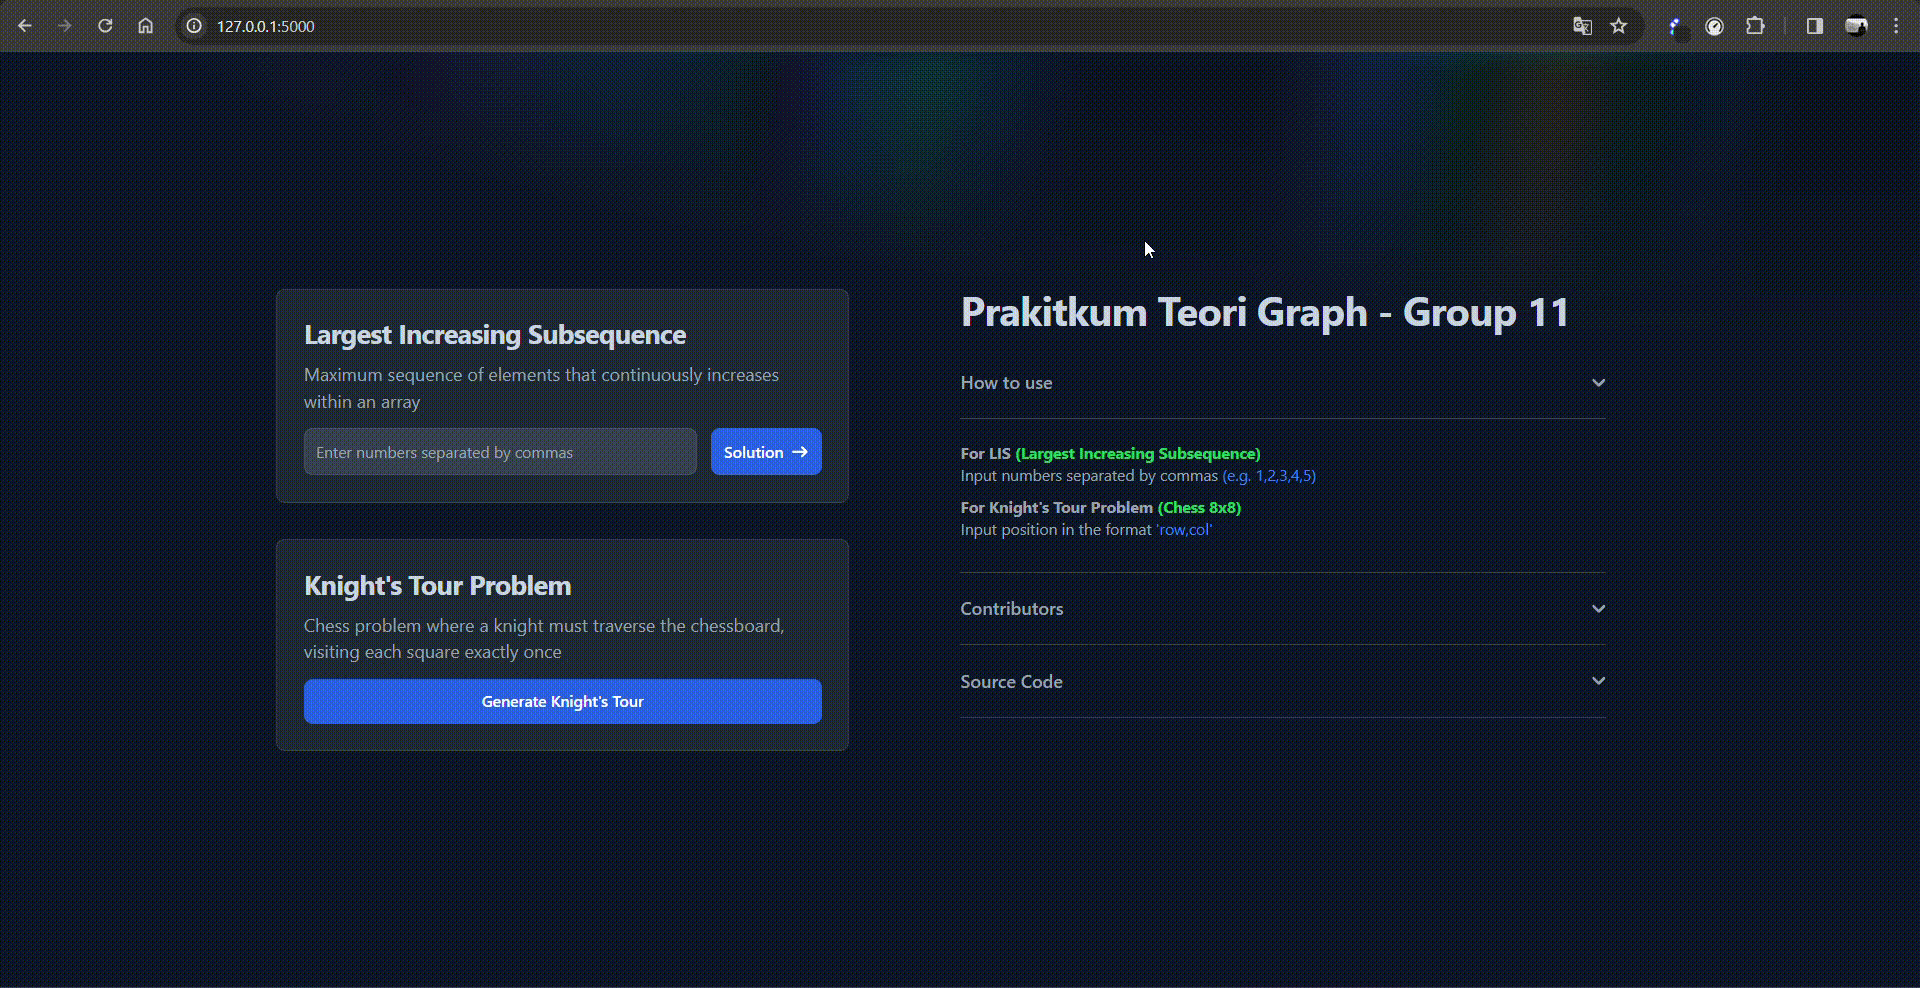 127.0.0.1:5000
Largest Increasing Subsequence
Maximum sequence of elements that continuously increases
within an array
Enter numbers separated by commas
Solution →
Knight's Tour Problem
Chess problem where a knight must traverse the chessboard,
visiting each square exactly once
Generate Knight's Tour
Prakitkum Teori Graph - Group 11
How to use
For LIS (Largest Increasing Subsequence)
Input numbers separated by commas (e.g. 1,2,3,4,5)
For Knight's Tour Problem (Chess 8x8)
Input position in the format 'row,col'
Contributors
Source Code